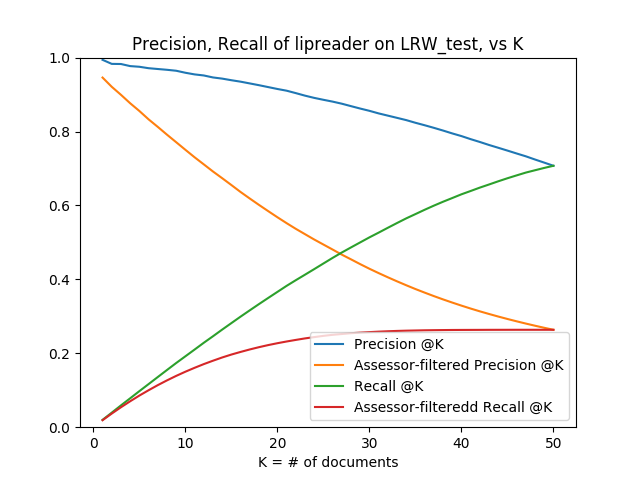 Precision, Recall of lipreader on LRW_test, vs K
1.0
0.8
0.6
0.4
0.2
0.0
Precision @K
Assessor-filtered Precision @K
Recall @K
Assessor-filteredd Recall @K
0 10 20 30 40 50
K = # of documents